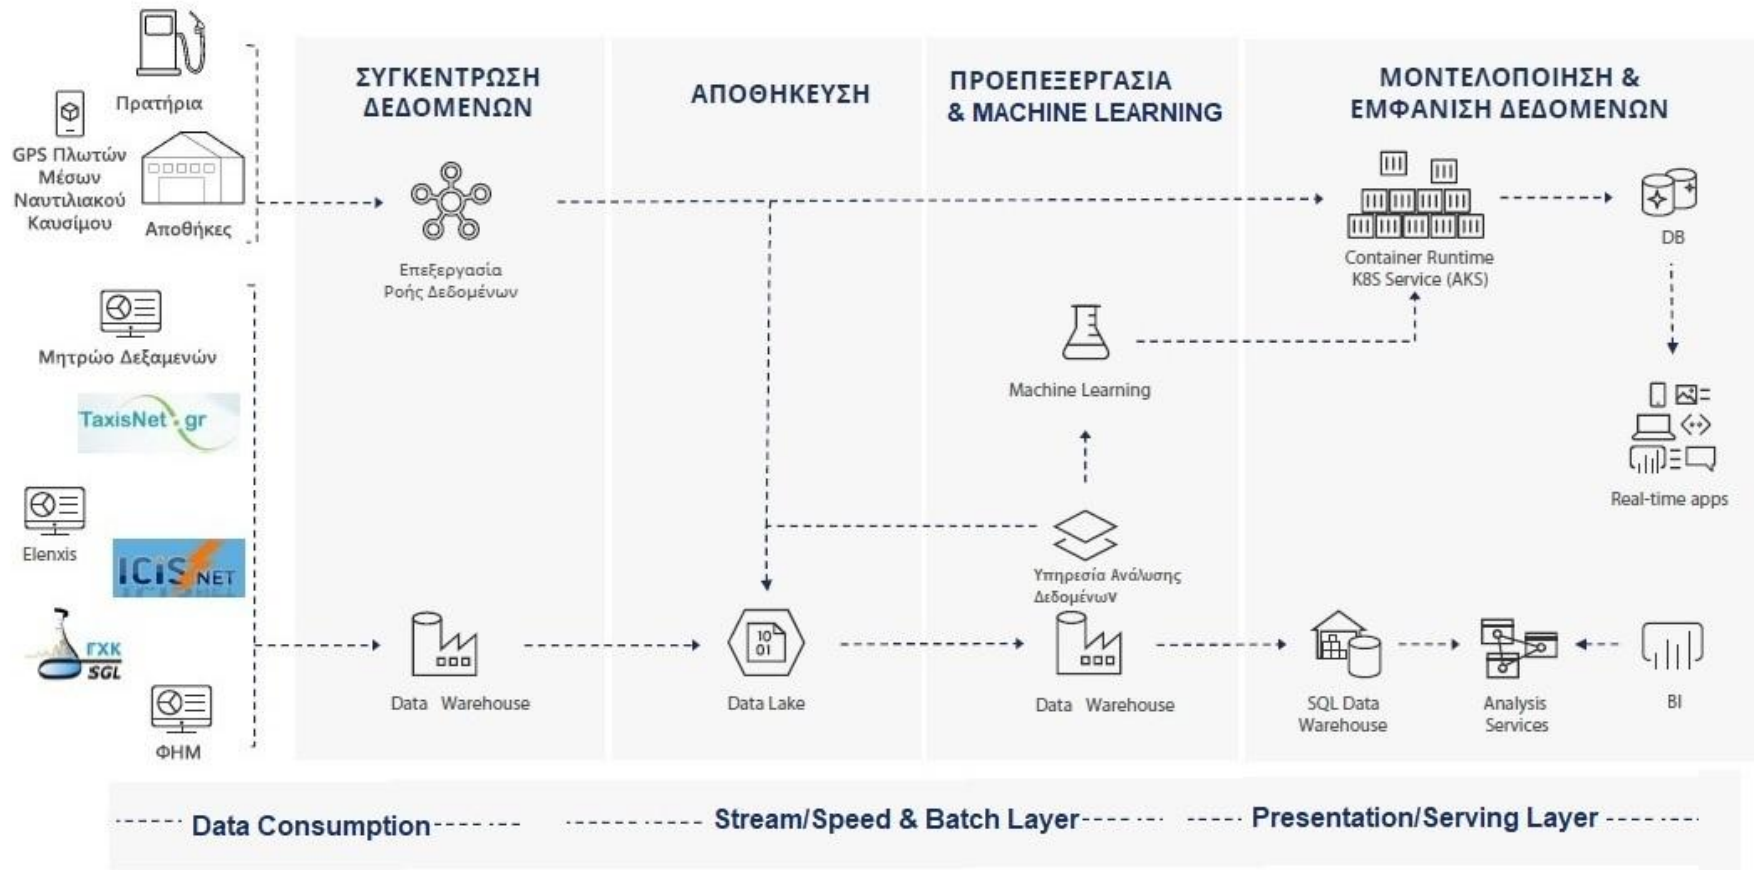 Πρατήρια
GPS Πλωτών
Μέσων
Ναυτιλιακού
Καυσίμου
Αποθήκες
Μητρώο Δεξαμενών
TaxisNet.gr
Elenxis
ICISNET
ΓΧΚ
SGL
ΦΗΜ
ΣΥΓΚΕΝΤΡΩΣΗ
ΔΕΔΟΜΕΝΩΝ
Επεξεργασία
Ροής Δεδομένων
Data Warehouse
ΑΠΟΘΗΚΕΥΣΗ
10
01
Data Lake
ΠΡΟΕΠΕΞΕΡΓΑΣΙΑ
& MACHINE LEARNING
Machine Learning
Υπηρεσία Ανάλυσης
Δεδομένων
Data Warehouse
ΜΟΝΤΕΛΟΠΟΙΗΣΗ &
ΕΜΦΑΝΙΣΗ ΔΕΔΟΜΕΝΩΝ
Container Runtime
K8S Service (AKS)
DB
Real-time apps
SQL Data
Warehouse
Analysis
Services
BI
Data Consumption
Stream/Speed & Batch Layer
Presentation/Serving Layer